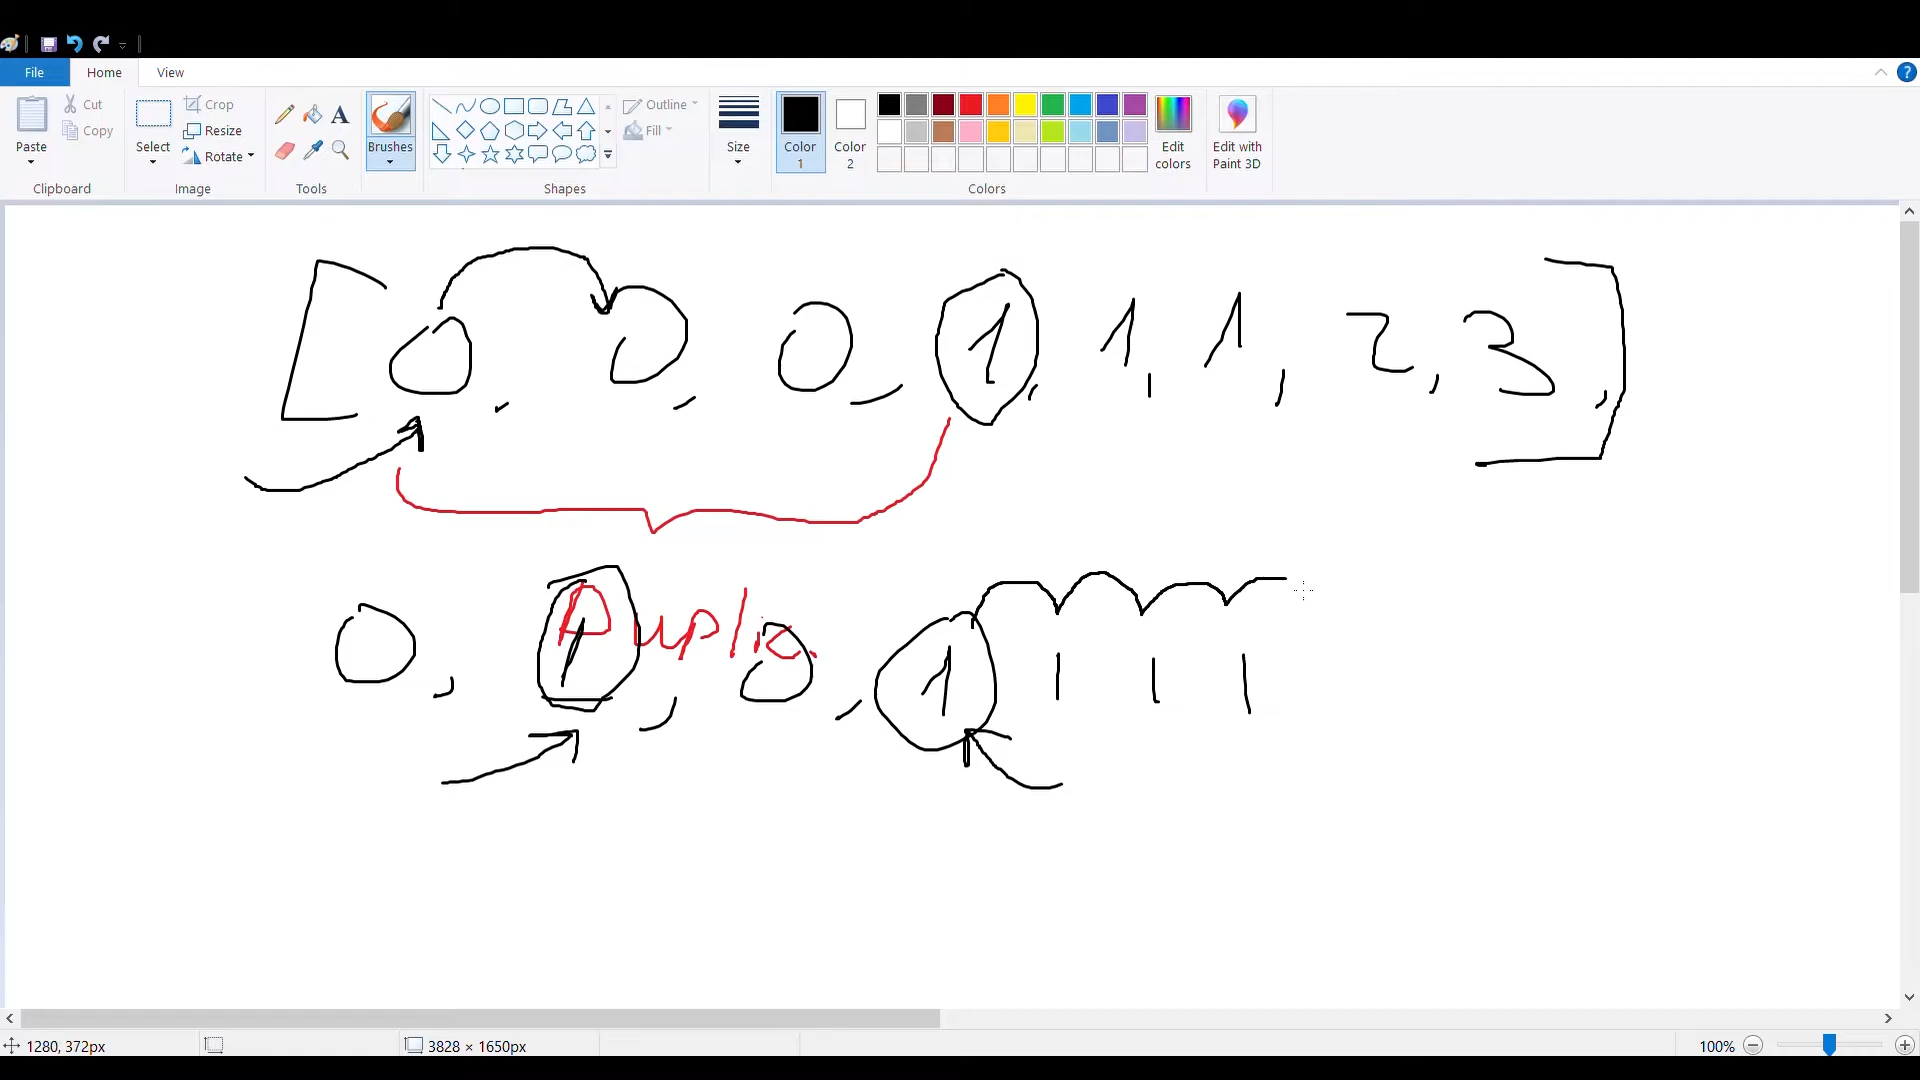 File Home View
Paste Cut Copy Clipboard
Select Crop Resize Rotate Image
A Tools
Brushes
Outline Fill Shapes
Size
Color 1 Color 2 Edit colors Colors
Edit with Paint 3D
?
[0, 0, 0, 1, 1, 1, 2, 3,]
Duplic.
0, 1, 0, 1 1 1 1
1280, 372px 3828 × 1650px 100%